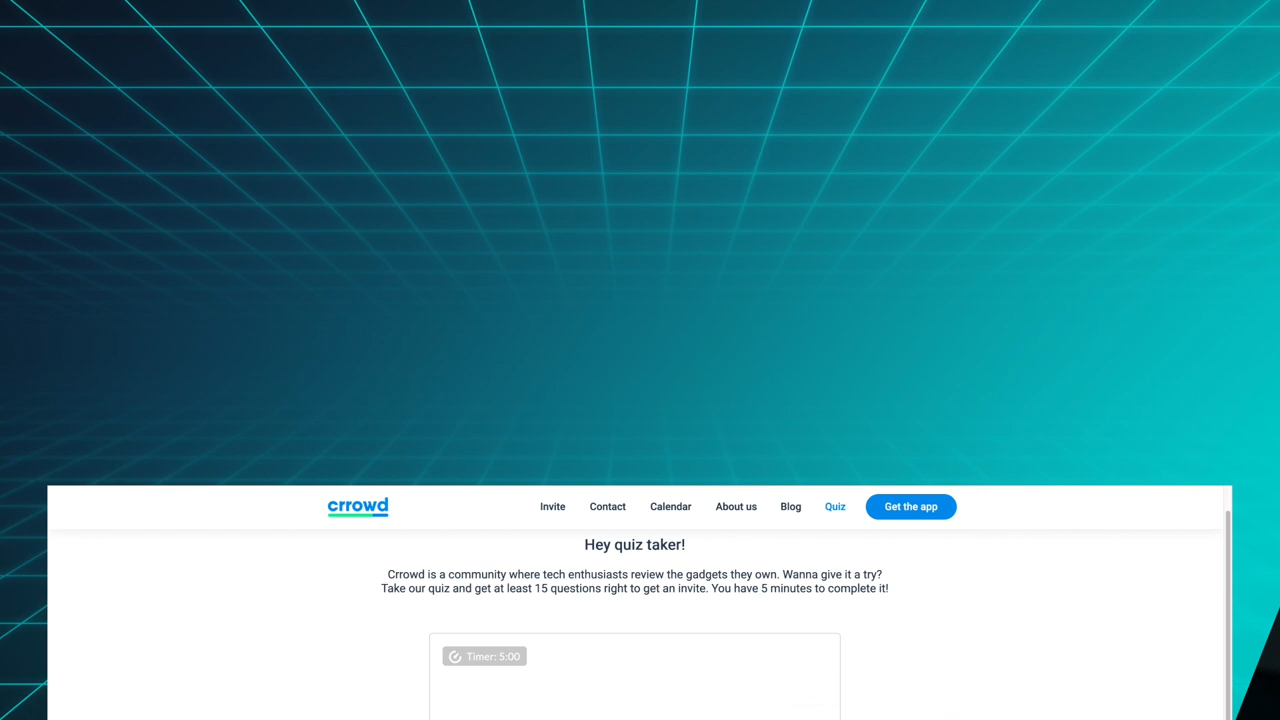 crrowd
Invite
Contact
Calendar
About us
Blog
Quiz
Get the app
Hey quiz taker!
Crrowd is a community where tech enthusiasts review the gadgets they own. Wanna give it a try?
Take our quiz and get at least 15 questions right to get an invite. You have 5 minutes to complete it!
Timer: 5:00